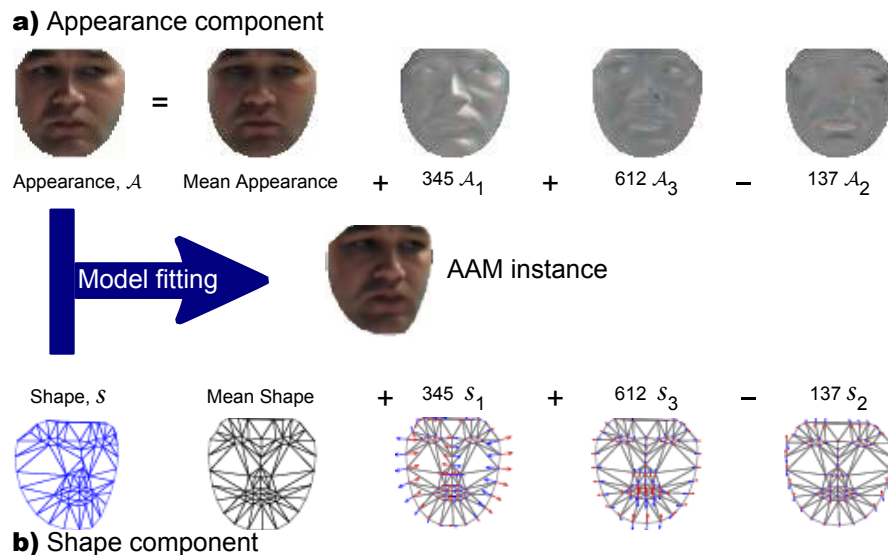 a) Appearance component
=
Appearance, 𝒜 Mean Appearance + 345 𝒜₁ + 612 𝒜₃ − 137 𝒜₂
Model fitting
AAM instance
Shape, 𝑠 Mean Shape + 345 𝑠₁ + 612 𝑠₃ − 137 𝑠₂
b) Shape component